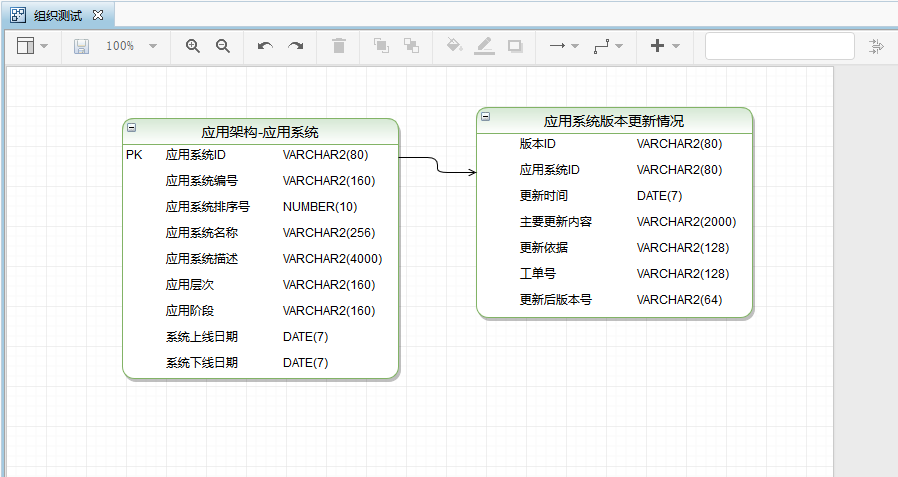 组织测试
100%
应用架构-应用系统
PK 应用系统ID VARCHAR2(80)
应用系统编号 VARCHAR2(160)
应用系统排序号 NUMBER(10)
应用系统名称 VARCHAR2(256)
应用系统描述 VARCHAR2(4000)
应用层次 VARCHAR2(160)
应用阶段 VARCHAR2(160)
系统上线日期 DATE(7)
系统下线日期 DATE(7)
应用系统版本更新情况
版本ID VARCHAR2(80)
应用系统ID VARCHAR2(80)
更新时间 DATE(7)
主要更新内容 VARCHAR2(2000)
更新依据 VARCHAR2(128)
工单号 VARCHAR2(128)
更新后版本号 VARCHAR2(64)